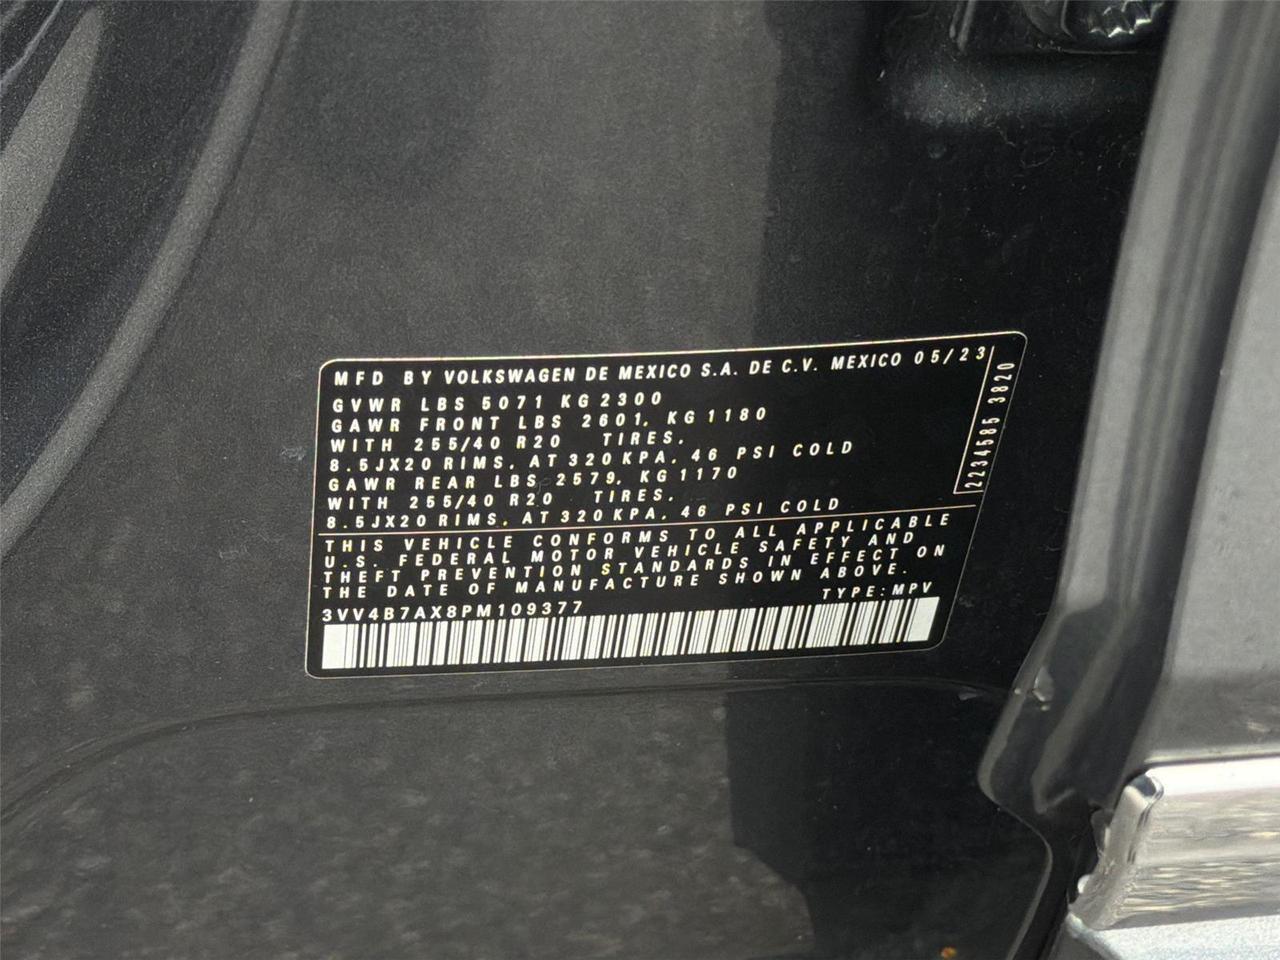 MFD BY VOLKSWAGEN DE MEXICO S.A. DE C.V. MEXICO 05/23
GVWR LBS 5071 KG 2300
GAWR FRONT LBS 2601, KG 1180
WITH 255/40 R20 TIRES,
8.5JX20 RIMS, AT 320 KPA, 46 PSI COLD
GAWR REAR LBS 2579, KG 1170
WITH 255/40 R20 TIRES,
8.5JX20 RIMS, AT 320 KPA, 46 PSI COLD
2234585 3820
THIS VEHICLE CONFORMS TO ALL APPLICABLE
U.S. FEDERAL MOTOR VEHICLE SAFETY AND
THEFT PREVENTION STANDARDS IN EFFECT ON
THE DATE OF MANUFACTURE SHOWN ABOVE.
TYPE: MPV
3VV4B7AX8PM109377